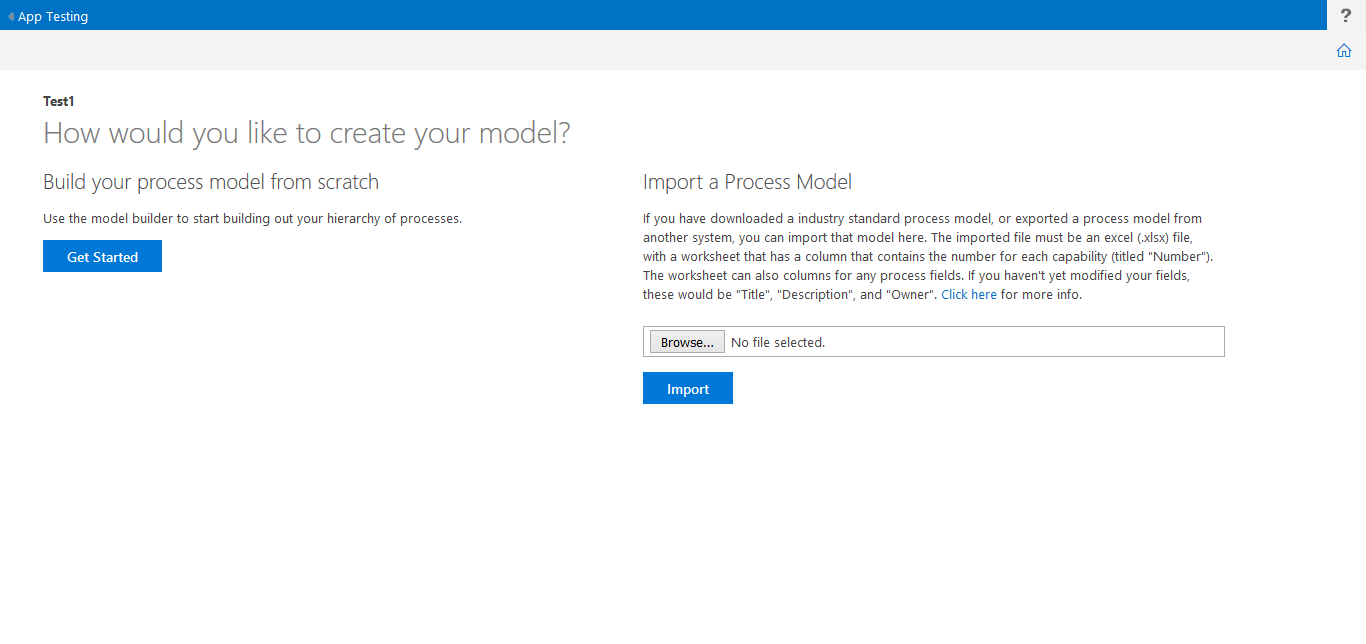 App Testing
?
Test1
How would you like to create your model?
Build your process model from scratch
Use the model builder to start building out your hierarchy of processes.
Get Started
Import a Process Model
If you have downloaded a industry standard process model, or exported a process model from
another system, you can import that model here. The imported file must be an excel (.xlsx) file,
with a worksheet that has a column that contains the number for each capability (titled "Number").
The worksheet can also columns for any process fields. If you haven't yet modified your fields,
these would be "Title", "Description", and "Owner". Click here for more info.
Browse... No file selected.
Import